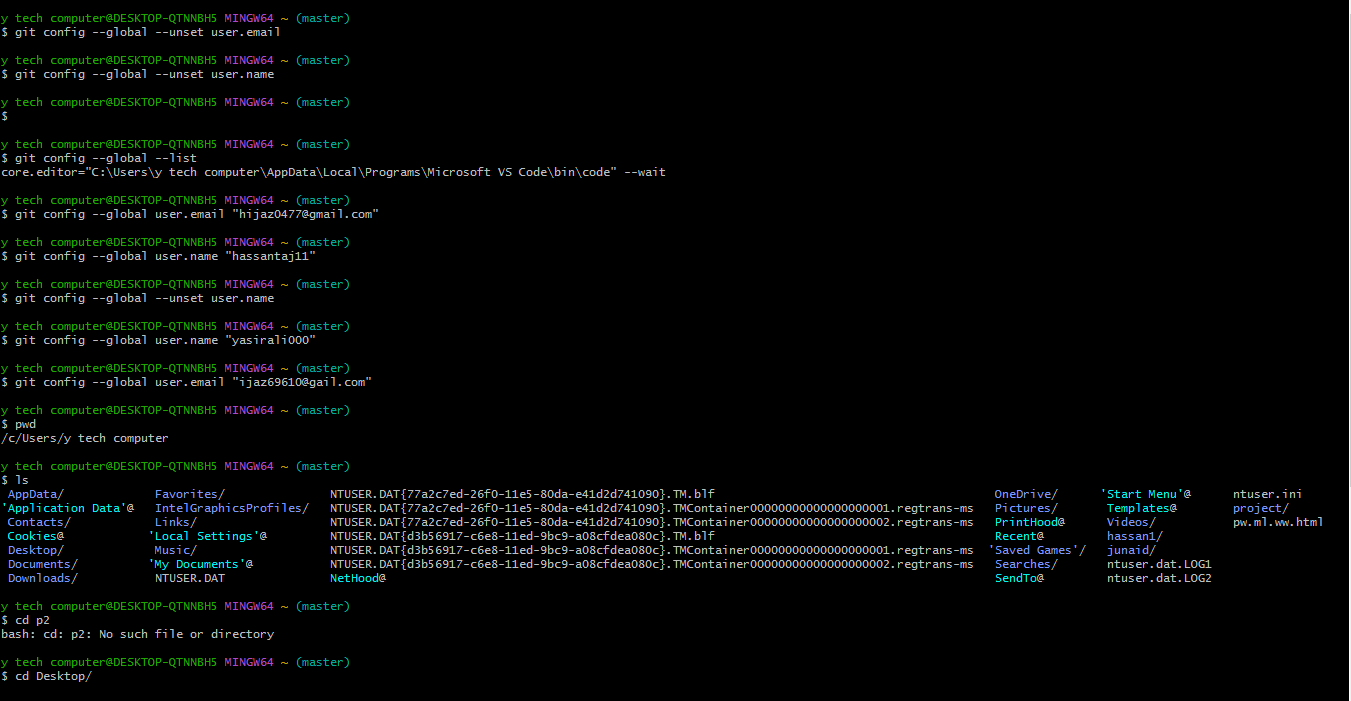 y tech computer@DESKTOP-QTNNBH5 MINGW64 ~ (master)
$ git config --global --unset user.email
y tech computer@DESKTOP-QTNNBH5 MINGW64 ~ (master)
$ git config --global --unset user.name
y tech computer@DESKTOP-QTNNBH5 MINGW64 ~ (master)
$
y tech computer@DESKTOP-QTNNBH5 MINGW64 ~ (master)
$ git config --global --list
core.editor="C:\Users\y tech computer\AppData\Local\Programs\Microsoft VS Code\bin\code" --wait
y tech computer@DESKTOP-QTNNBH5 MINGW64 ~ (master)
$ git config --global user.email "hijaz0477@gmail.com"
y tech computer@DESKTOP-QTNNBH5 MINGW64 ~ (master)
$ git config --global user.name "hassantaj11"
y tech computer@DESKTOP-QTNNBH5 MINGW64 ~ (master)
$ git config --global --unset user.name
y tech computer@DESKTOP-QTNNBH5 MINGW64 ~ (master)
$ git config --global user.name "yasirali000"
y tech computer@DESKTOP-QTNNBH5 MINGW64 ~ (master)
$ git config --global user.email "ijaz69610@gail.com"
y tech computer@DESKTOP-QTNNBH5 MINGW64 ~ (master)
$ pwd
/c/Users/y tech computer
y tech computer@DESKTOP-QTNNBH5 MINGW64 ~ (master)
$ ls
AppData/ Favorites/ NTUSER.DAT{77a2c7ed-26f0-11e5-80da-e41d2d741090}.TM.blf OneDrive/ 'Start Menu'@ ntuser.ini
'Application Data'@ IntelGraphicsProfiles/ NTUSER.DAT{77a2c7ed-26f0-11e5-80da-e41d2d741090}.TMContainer00000000000000000001.regtrans-ms Pictures/ Templates@ project/
Contacts/ Links/ NTUSER.DAT{77a2c7ed-26f0-11e5-80da-e41d2d741090}.TMContainer00000000000000000002.regtrans-ms PrintHood@ Videos/ pw.ml.ww.html
Cookies@ 'Local Settings'@ NTUSER.DAT{d3b56917-c6e8-11ed-9bc9-a08cfdea080c}.TM.blf Recent@ hassan1/
Desktop/ Music/ NTUSER.DAT{d3b56917-c6e8-11ed-9bc9-a08cfdea080c}.TMContainer00000000000000000001.regtrans-ms 'Saved Games'/ junaid/
Documents/ 'My Documents'@ NTUSER.DAT{d3b56917-c6e8-11ed-9bc9-a08cfdea080c}.TMContainer00000000000000000002.regtrans-ms Searches/ ntuser.dat.LOG1
Downloads/ NTUSER.DAT NetHood@ SendTo@ ntuser.dat.LOG2
y tech computer@DESKTOP-QTNNBH5 MINGW64 ~ (master)
$ cd p2
bash: cd: p2: No such file or directory
y tech computer@DESKTOP-QTNNBH5 MINGW64 ~ (master)
$ cd Desktop/